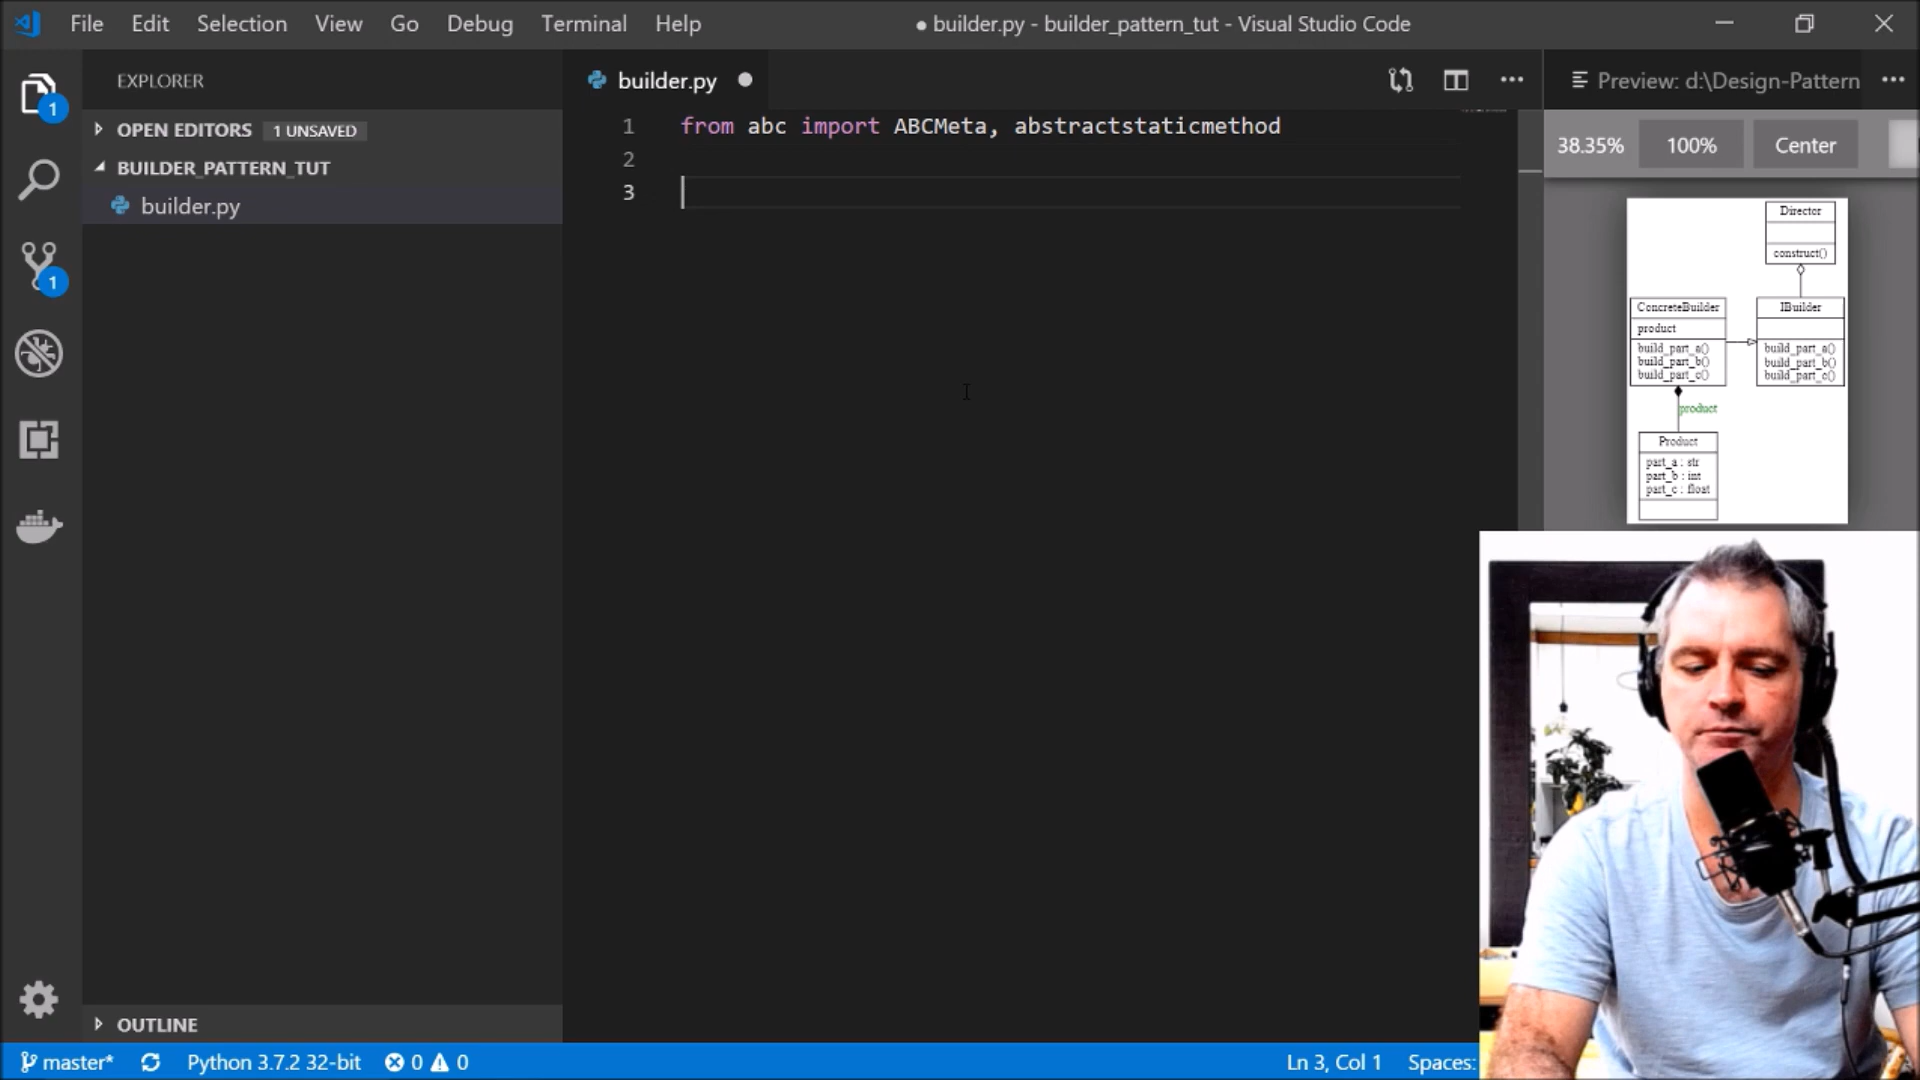 File Edit Selection View Go Debug Terminal Help
● builder.py - builder_pattern_tut - Visual Studio Code
EXPLORER
OPEN EDITORS 1 UNSAVED
BUILDER_PATTERN_TUT
builder.py
1
1
builder.py
1 from abc import ABCMeta, abstractstaticmethod
2
3
Preview: d:\Design-Pattern
38.35% 100% Center
Director
construct()
ConcreteBuilder
product
build_part_a()
build_part_b()
build_part_c()
IBuilder
build_part_a()
build_part_b()
build_part_c()
product
Product
part_a : str
part_b : int
part_c : float
OUTLINE
master* Python 3.7.2 32-bit 0 0
Ln 3, Col 1 Spaces: